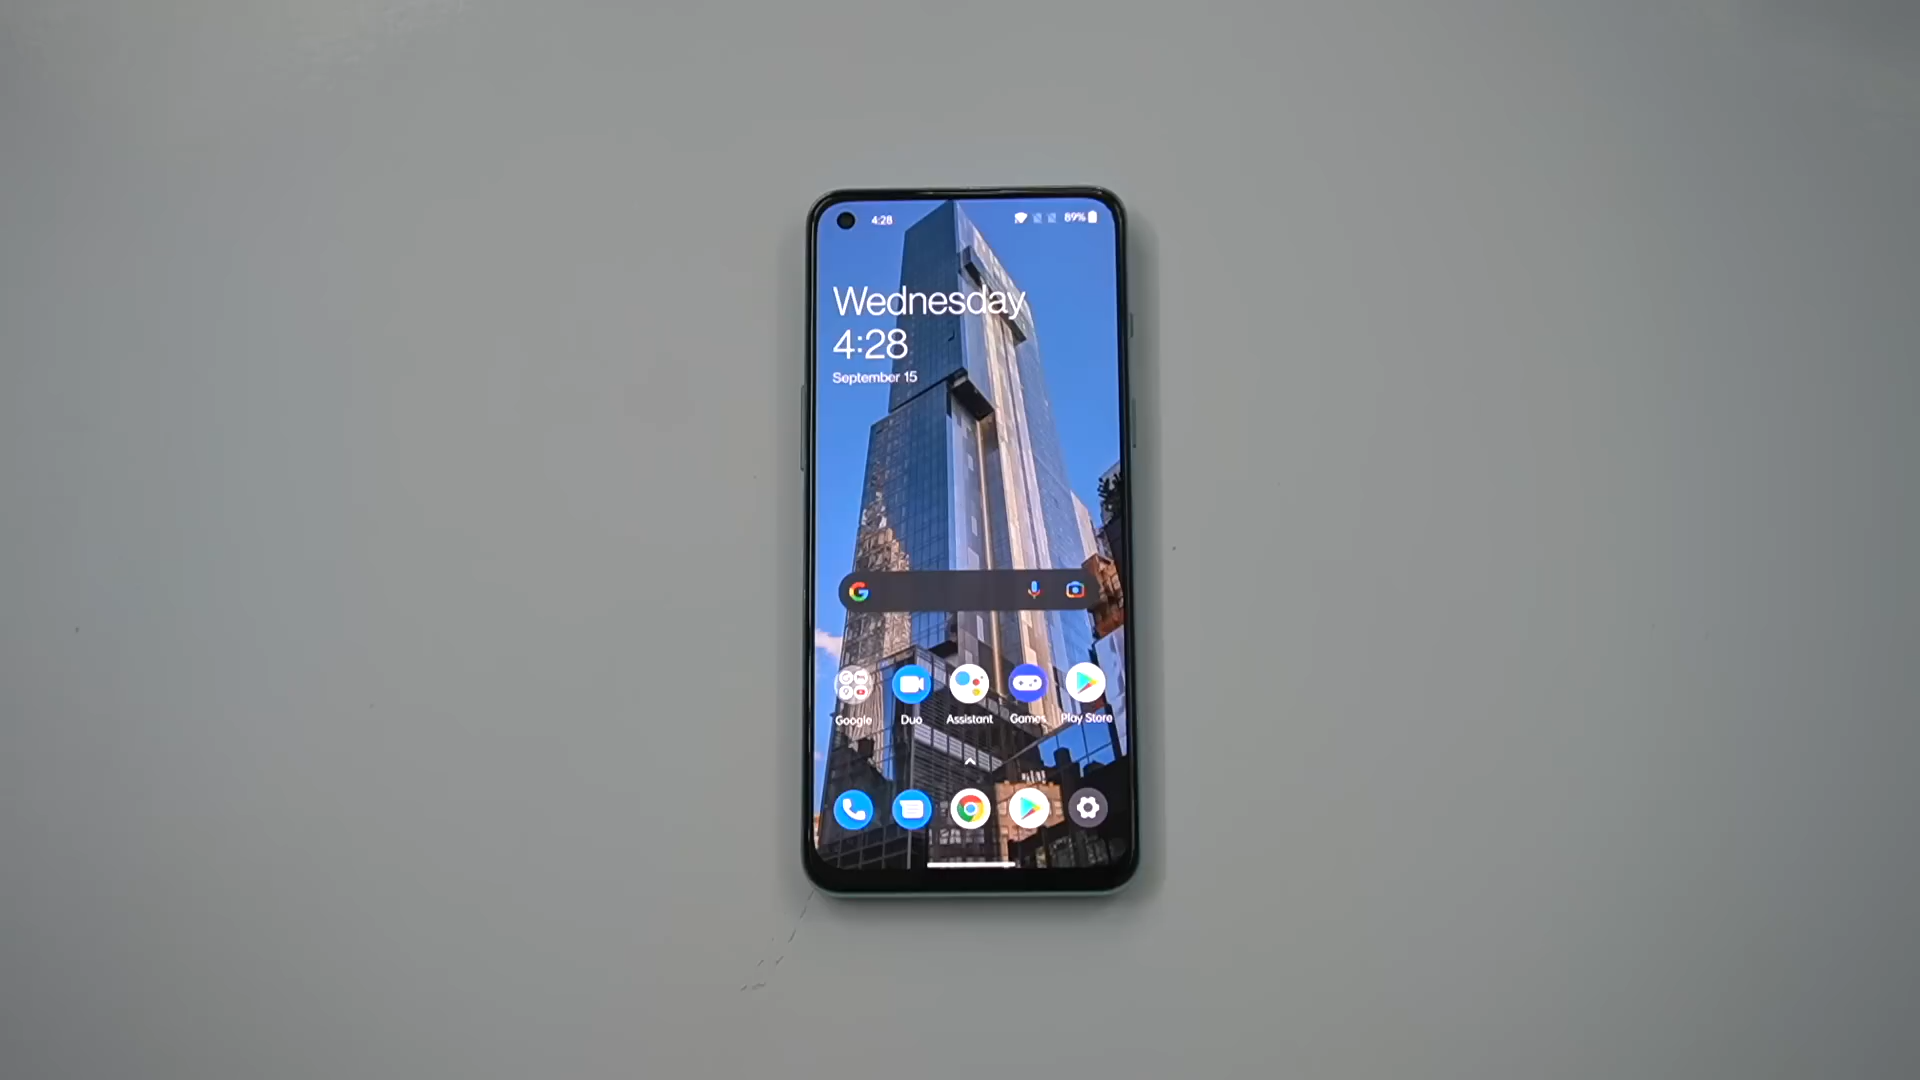 4:28
89%
Wednesday
4:28
September 15
G
Google
Duo
Assistant
Games
Play Store